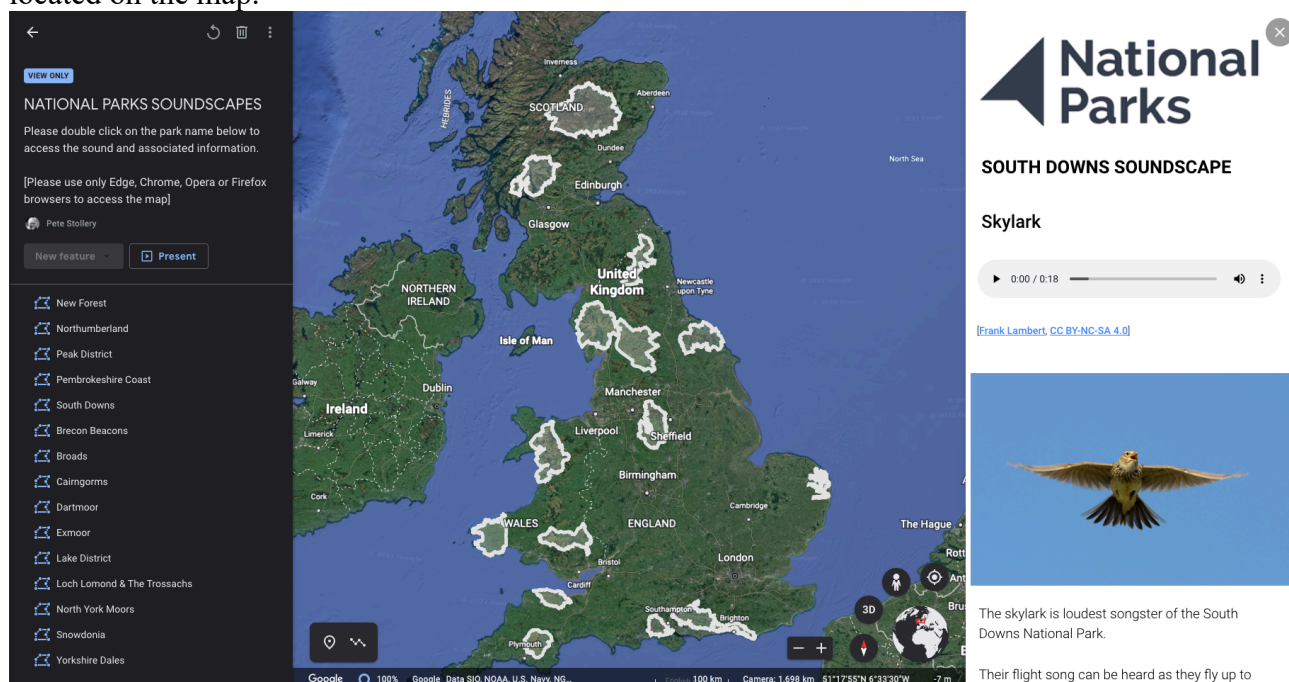 located on the map.
VIEW ONLY
NATIONAL PARKS SOUNDSCAPES
Please double click on the park name below to
access the sound and associated information.
[Please use only Edge, Chrome, Opera or Firefox
browsers to access the map]
Pete Stollery
New feature
Present
New Forest
Northumberland
Peak District
Pembrokeshire Coast
South Downs
Brecon Beacons
Broads
Cairngorms
Dartmoor
Exmoor
Lake District
Loch Lomond & The Trossachs
North York Moors
Snowdonia
Yorkshire Dales
Inverness
SCOTLAND
Aberdeen
HEBRIDES
Dundee
North Sea
Edinburgh
Glasgow
United
Kingdom
Newcastle
upon Tyne
NORTHERN
IRELAND
Isle of Man
Galway
Dublin
Manchester
Ireland
Liverpool
Sheffield
Limerick
Birmingham
Cork
Cambridge
WALES
ENGLAND
The Hague
Rott
London
Bristol
Cardiff
Ant
Southampton
Brighton
Bru
3D
Plymouth
Google
100%
Google Data SIO, NOAA, U.S. Navy, NG...
English
100 km
Camera: 1,698 km
51°17'55"N 6°33'30"W
-7 m
National
Parks
SOUTH DOWNS SOUNDSCAPE
Skylark
0:00 / 0:18
[Frank Lambert, CC BY-NC-SA 4.0]
The skylark is loudest songster of the South
Downs National Park.
Their flight song can be heard as they fly up to